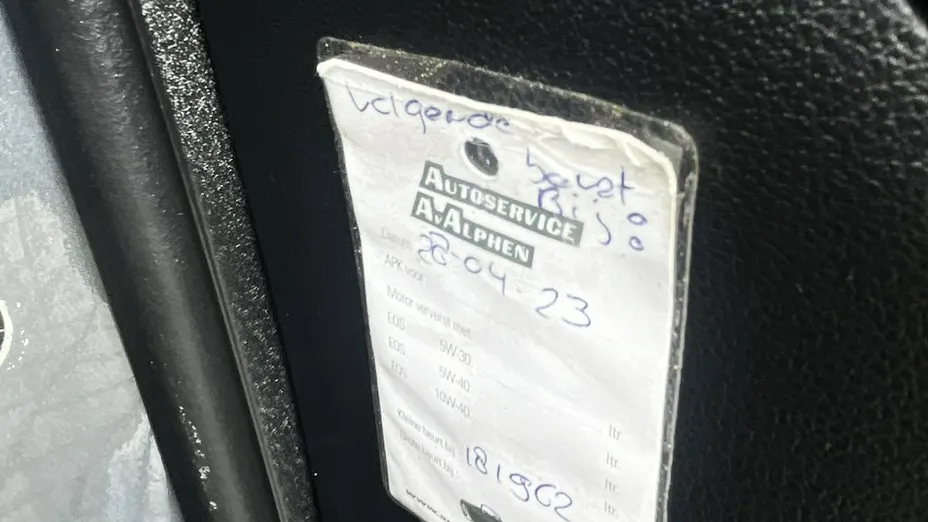 Volgende
beurt
Bij:
AUTOSERVICE
A.V. ALPHEN
Datum: 28-04-23
APK voor:
Motor ververst met:
EOS 5W-30 ltr.
EOS 5W-40 ltr.
EOS 10W-40 ltr.
ltr.
Kleine beurt bij:
Grote beurt bij: 181962